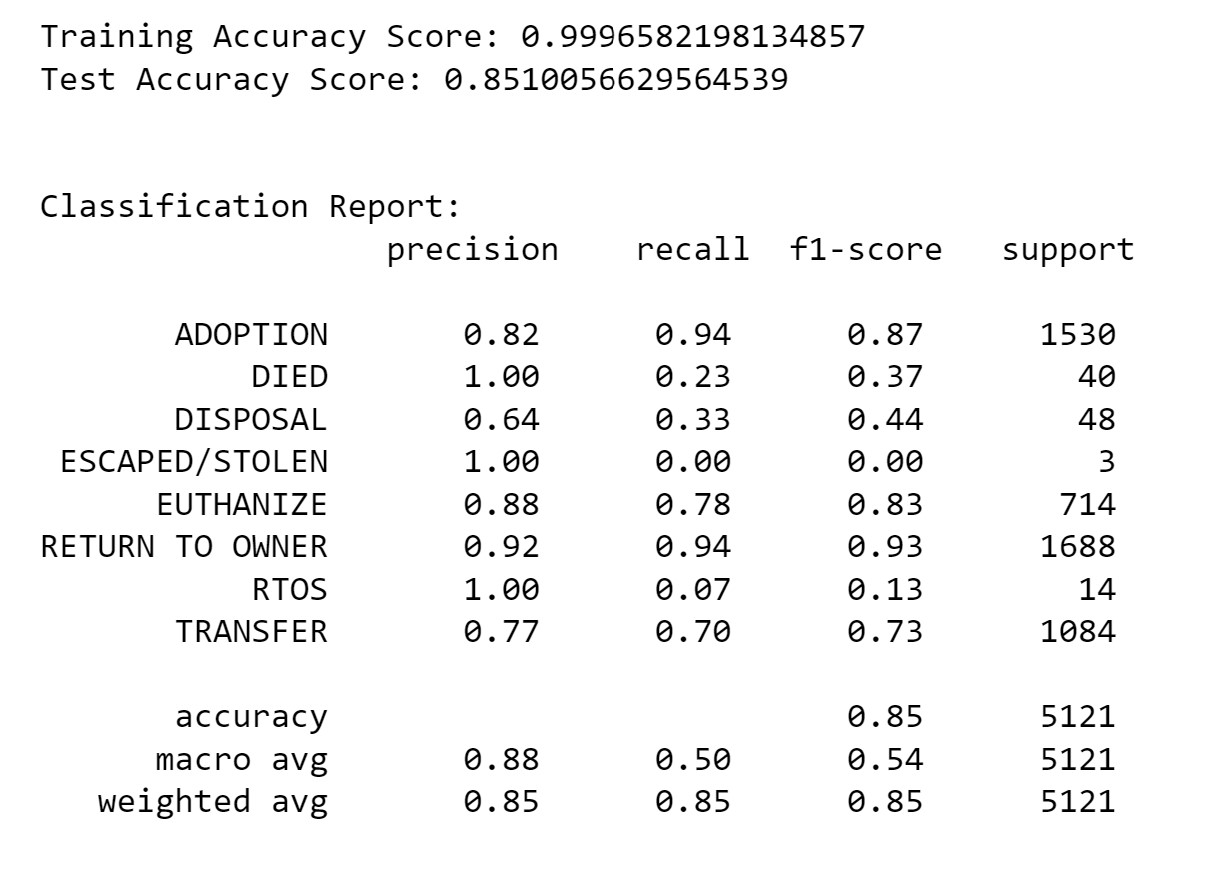 Training Accuracy Score: 0.9996582198134857
Test Accuracy Score: 0.8510056629564539
Classification Report:
precision recall f1-score support
ADOPTION 0.82 0.94 0.87 1530
DIED 1.00 0.23 0.37 40
DISPOSAL 0.64 0.33 0.44 48
ESCAPED/STOLEN 1.00 0.00 0.00 3
EUTHANIZE 0.88 0.78 0.83 714
RETURN TO OWNER 0.92 0.94 0.93 1688
RTOS 1.00 0.07 0.13 14
TRANSFER 0.77 0.70 0.73 1084
accuracy 0.85 5121
macro avg 0.88 0.50 0.54 5121
weighted avg 0.85 0.85 0.85 5121